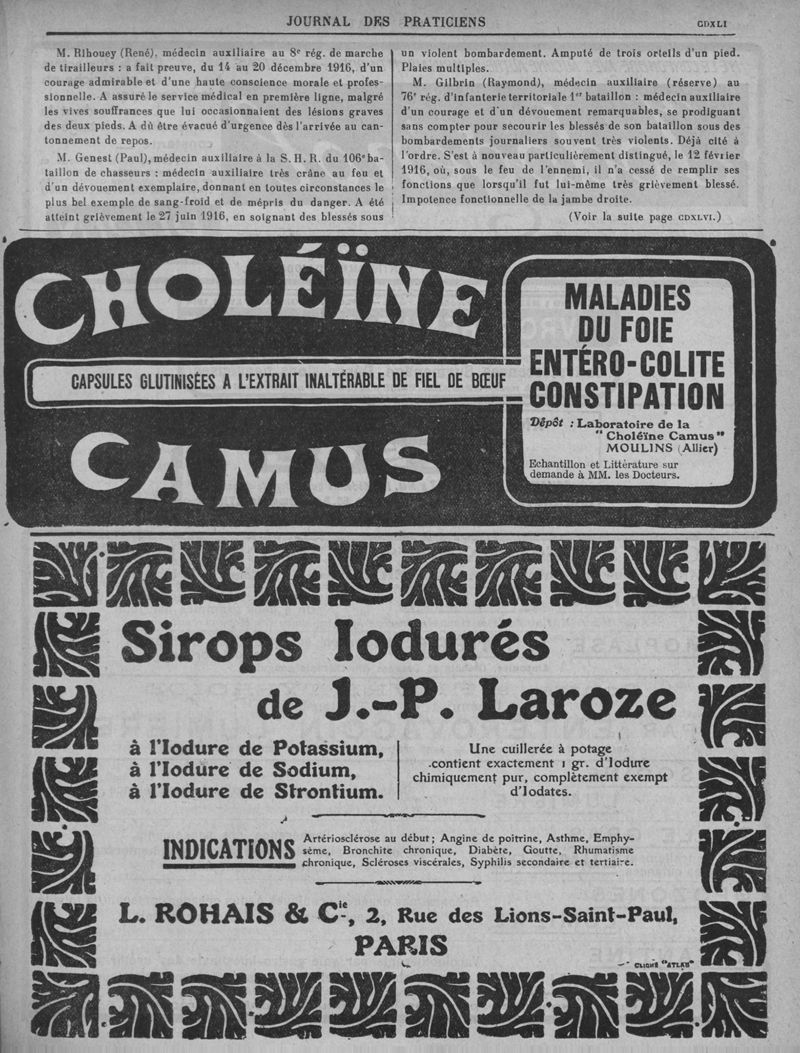 JOURNAL DES PRATICIENS
CDXLI
M. Rihouey (René), médecin auxiliaire au 8e rég. de marche
de tirailleurs : a fait preuve, du 14 au 20 décembre 1916, d'un
courage admirable et d'une haute conscience morale et profes-
sionnelle. A assuré le service médical en première ligne, malgré
les vives souffrances que lui occasionnaient des lésions graves
des deux pieds. A dû être évacué d'urgence dès l'arrivée au can-
tonnement de repos.
M. Genest (Paul), médecin auxiliaire à la S. H. R. du 106e ba-
taillon de chasseurs : médecin auxiliaire très crâne au feu et
d'un dévouement exemplaire, donnant en toutes circonstances le
plus bel exemple de sang-froid et de mépris du danger. A été
atteint grièvement le 27 juin 1916, en soignant des blessés sous
un violent bombardement. Amputé de trois orteils d'un pied.
Plaies multiples.
M. Gilbrin (Raymond), médecin auxiliaire (réserve) au
76e rég. d'infanterie territoriale 1er bataillon : médecin auxiliaire
d'un courage et d'un dévouement remarquables, se prodiguant
sans compter pour secourir les blessés de son bataillon sous des
bombardements journaliers souvent très violents. Déjà cité à
l'ordre. S'est à nouveau particulièrement distingué, le 12 février
1916, où, sous le feu de l'ennemi, il n'a cessé de remplir ses
fonctions que lorsqu'il fut lui-même très grièvement blessé.
Impotence fonctionnelle de la jambe droite.
(Voir la suite page CDXLVI.)
CHOLÉÏNE
CAPSULES GLUTINISÉES A L'EXTRAIT INALTÉRABLE DE FIEL DE BŒUF
CAMUS
MALADIES
DU FOIE
ENTÉRO-COLITE
CONSTIPATION
Dépôt : Laboratoire de la
"Choléïne Camus"
MOULINS (Allier)
Echantillon et Littérature sur
demande à MM. les Docteurs.
Sirops Iodurés
de J.-P. Laroze
à l'Iodure de Potassium,
à l'Iodure de Sodium,
à l'Iodure de Strontium.
Une cuillerée à potage
contient exactement 1 gr. d'Iodure
chimiquement pur, complètement exempt
d'Iodates.
INDICATIONS
Artériosclérose au début; Angine de poitrine, Asthme, Emphy-
sème, Bronchite chronique, Diabète, Goutte, Rhumatisme
chronique, Scléroses viscérales, Syphilis secondaire et tertiaire.
L. ROHAIS & Cie, 2, Rue des Lions-Saint-Paul,
PARIS
CLICHÉ "ATLAS"